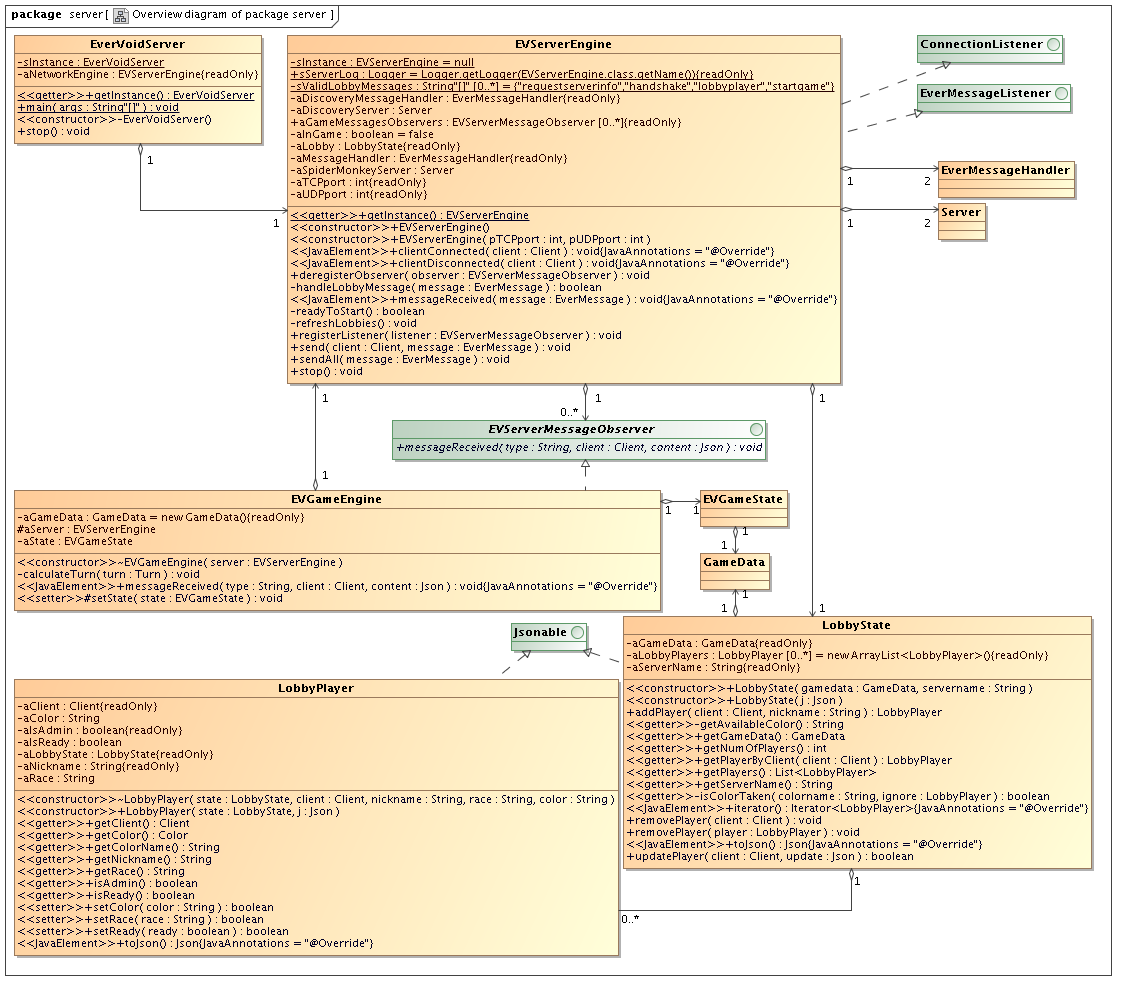 package server [ Overview diagram of package server ]
EverVoidServer
-sInstance : EverVoidServer
-aNetworkEngine : EVServerEngine{readOnly}
<<getter>>+getInstance() : EverVoidServer
+main( args : String"[]" ) : void
<<constructor>>-EverVoidServer()
+stop() : void
1
1
EVServerEngine
-sInstance : EVServerEngine = null
+sServerLog : Logger = Logger.getLogger(EVServerEngine.class.getName()){readOnly}
-sValidLobbyMessages : String"[]" [0..*] = {"requestserverinfo","handshake","lobbyplayer","startgame"}
-aDiscoveryMessageHandler : EverMessageHandler{readOnly}
-aDiscoveryServer : Server
+aGameMessagesObservers : EVServerMessageObserver [0..*]{readOnly}
-aInGame : boolean = false
-aLobby : LobbyState{readOnly}
-aMessageHandler : EverMessageHandler{readOnly}
-aSpiderMonkeyServer : Server
-aTCPport : int{readOnly}
-aUDPport : int{readOnly}
<<getter>>+getInstance() : EVServerEngine
<<constructor>>+EVServerEngine()
<<constructor>>+EVServerEngine( pTCPport : int, pUDPport : int )
<<JavaElement>>+clientConnected( client : Client ) : void{JavaAnnotations = "@Override"}
<<JavaElement>>+clientDisconnected( client : Client ) : void{JavaAnnotations = "@Override"}
+deregisterObserver( observer : EVServerMessageObserver ) : void
-handleLobbyMessage( message : EverMessage ) : boolean
<<JavaElement>>+messageReceived( message : EverMessage ) : void{JavaAnnotations = "@Override"}
-readyToStart() : boolean
-refreshLobbies() : void
+registerListener( listener : EVServerMessageObserver ) : void
+send( client : Client, message : EverMessage ) : void
+sendAll( message : EverMessage ) : void
+stop() : void
ConnectionListener
EverMessageListener
1
2
EverMessageHandler
1
2
Server
1
1
1
0..*
1
1
EVServerMessageObserver
+messageReceived( type : String, client : Client, content : Json ) : void
EVGameEngine
-aGameData : GameData = new GameData(){readOnly}
#aServer : EVServerEngine
-aState : EVGameState
<<constructor>>~EVGameEngine( server : EVServerEngine )
-calculateTurn( turn : Turn ) : void
<<JavaElement>>+messageReceived( type : String, client : Client, content : Json ) : void{JavaAnnotations = "@Override"}
<<setter>>#setState( state : EVGameState ) : void
1
1
EVGameState
1
1
GameData
1
1
Jsonable
LobbyState
-aGameData : GameData{readOnly}
-aLobbyPlayers : LobbyPlayer [0..*] = new ArrayList<LobbyPlayer>(){readOnly}
-aServerName : String{readOnly}
<<constructor>>+LobbyState( gamedata : GameData, servername : String )
<<constructor>>+LobbyState( j : Json )
+addPlayer( client : Client, nickname : String ) : LobbyPlayer
<<getter>>-getAvailableColor() : String
<<getter>>+getGameData() : GameData
<<getter>>+getNumOfPlayers() : int
<<getter>>+getPlayerByClient( client : Client ) : LobbyPlayer
<<getter>>+getPlayers() : List<LobbyPlayer>
<<getter>>+getServerName() : String
<<getter>>-isColorTaken( colorname : String, ignore : LobbyPlayer ) : boolean
<<JavaElement>>+iterator() : Iterator<LobbyPlayer>{JavaAnnotations = "@Override"}
+removePlayer( client : Client ) : void
+removePlayer( player : LobbyPlayer ) : void
<<JavaElement>>+toJson() : Json{JavaAnnotations = "@Override"}
+updatePlayer( client : Client, update : Json ) : boolean
1
0..*
LobbyPlayer
-aClient : Client{readOnly}
-aColor : String
-aIsAdmin : boolean{readOnly}
-aIsReady : boolean
-aLobbyState : LobbyState{readOnly}
-aNickname : String{readOnly}
-aRace : String
<<constructor>>~LobbyPlayer( state : LobbyState, client : Client, nickname : String, race : String, color : String )
<<constructor>>+LobbyPlayer( state : LobbyState, j : Json )
<<getter>>+getClient() : Client
<<getter>>+getColor() : Color
<<getter>>+getColorName() : String
<<getter>>+getNickname() : String
<<getter>>+getRace() : String
<<getter>>+isAdmin() : boolean
<<getter>>+isReady() : boolean
<<setter>>+setColor( color : String ) : boolean
<<setter>>+setRace( race : String ) : boolean
<<setter>>+setReady( ready : boolean ) : boolean
<<JavaElement>>+toJson() : Json{JavaAnnotations = "@Override"}